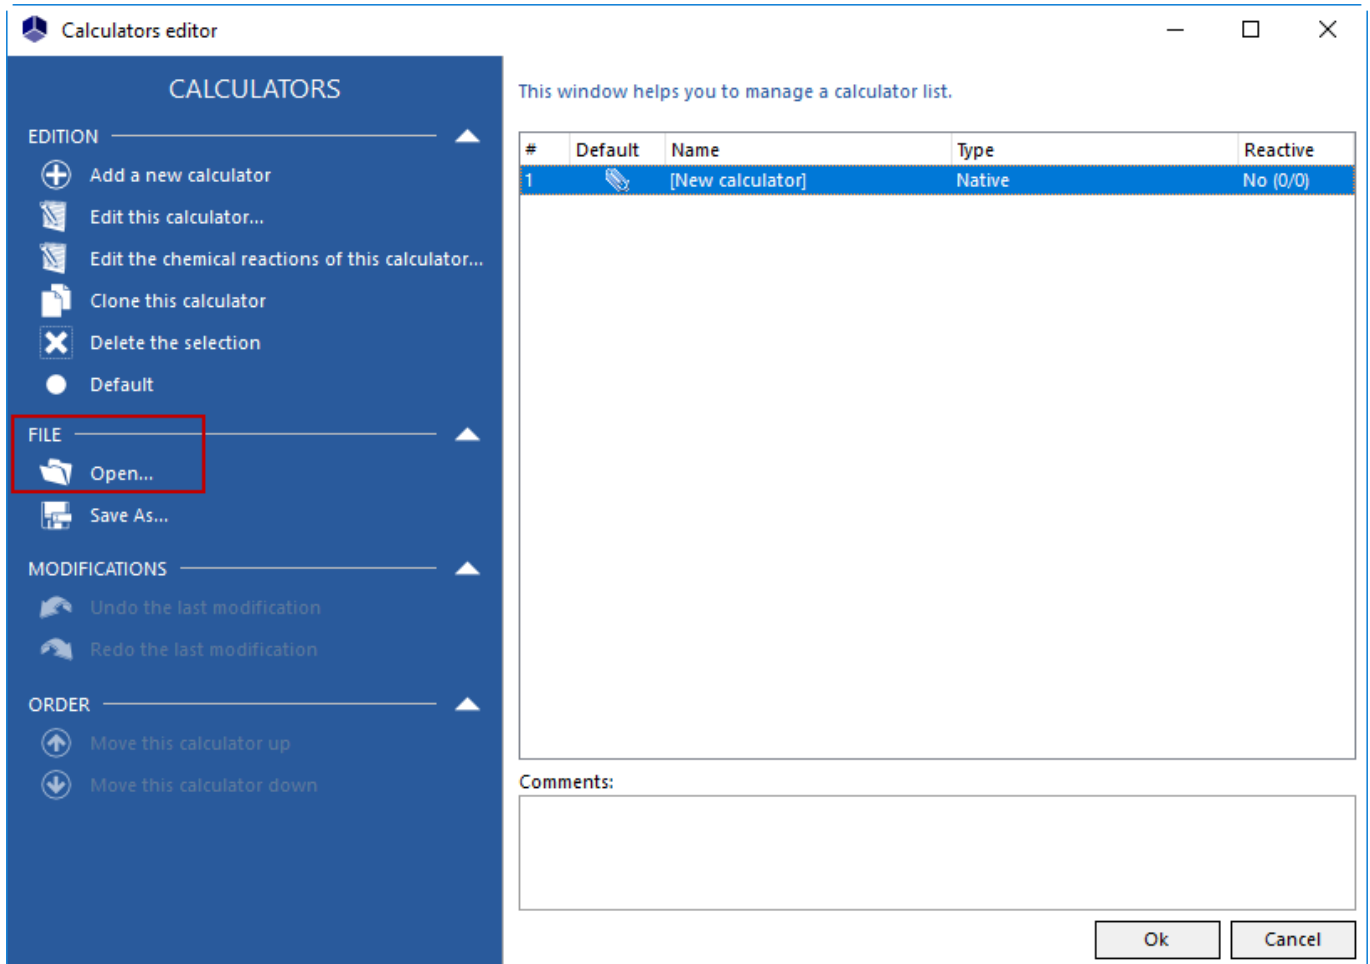 Calculators editor
CALCULATORS
EDITION
Add a new calculator
Edit this calculator...
Edit the chemical reactions of this calculator...
Clone this calculator
Delete the selection
Default
FILE
Open...
Save As...
MODIFICATIONS
Undo the last modification
Redo the last modification
ORDER
Move this calculator up
Move this calculator down
This window helps you to manage a calculator list.
# Default Name Type Reactive
1 [New calculator] Native No (0/0)
Comments:
Ok Cancel